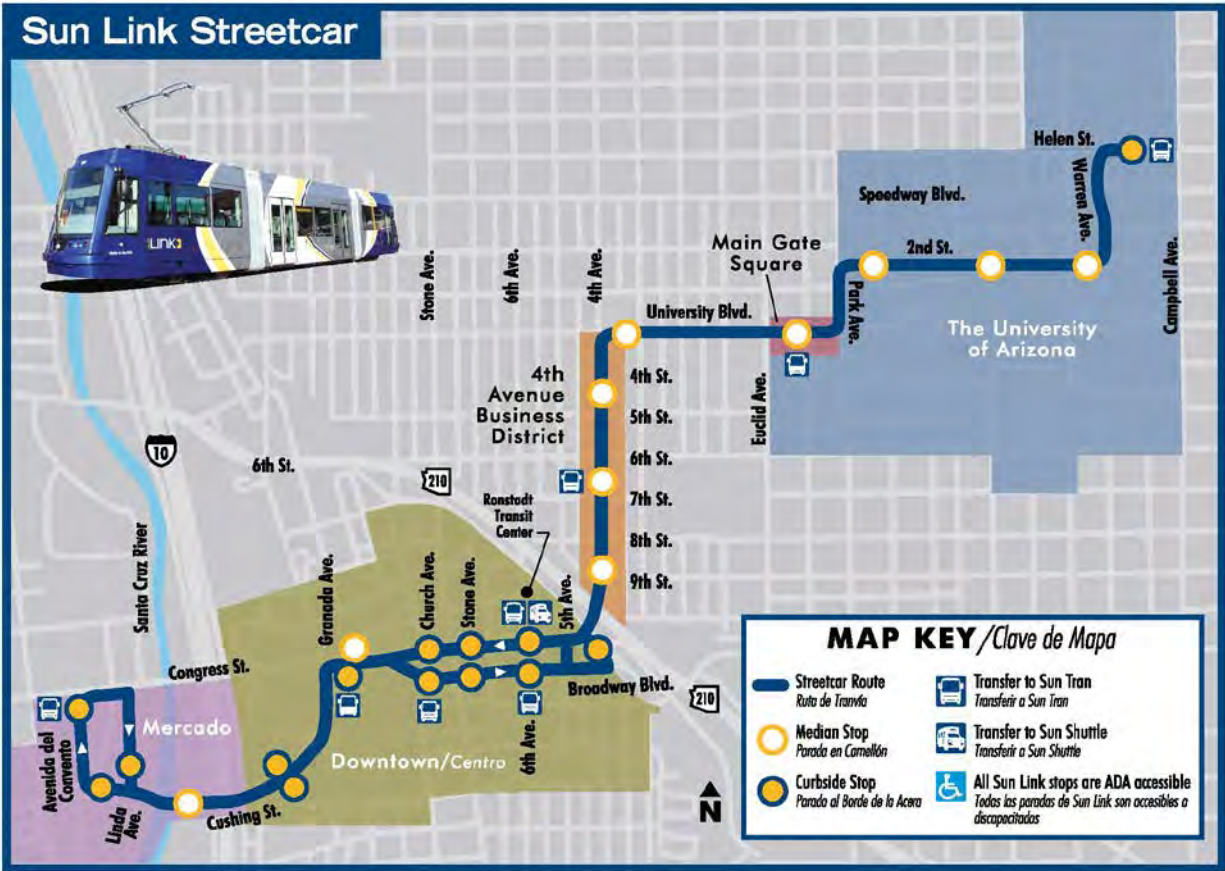 Sun Link Streetcar
LINK
Helen St.
Warren Ave.
Speedway Blvd.
Campbell Ave.
2nd St.
Main Gate
Square
Park Ave.
Stone Ave.
6th Ave.
4th Ave.
University Blvd.
The University
of Arizona
Euclid Ave.
4th
Avenue
Business
District
4th St.
5th St.
6th St.
7th St.
8th St.
9th St.
10
6th St.
210
Ronstadt
Transit
Center
Santa Cruz River
Granada Ave.
Church Ave.
Stone Ave.
5th Ave.
Congress St.
Broadway Blvd.
210
Mercado
Avenida del
Convento
Linda
Ave.
Cushing St.
Downtown/Centro
6th Ave.
N
MAP KEY/Clave de Mapa
Streetcar Route
Ruta de Tranvía
Median Stop
Parada en Camellón
Curbside Stop
Parada al Borde de la Acera
Transfer to Sun Tran
Transferir a Sun Tran
Transfer to Sun Shuttle
Transferir a Sun Shuttle
All Sun Link stops are ADA accessible
Todas las paradas de Sun Link son accesibles a
discapacitados